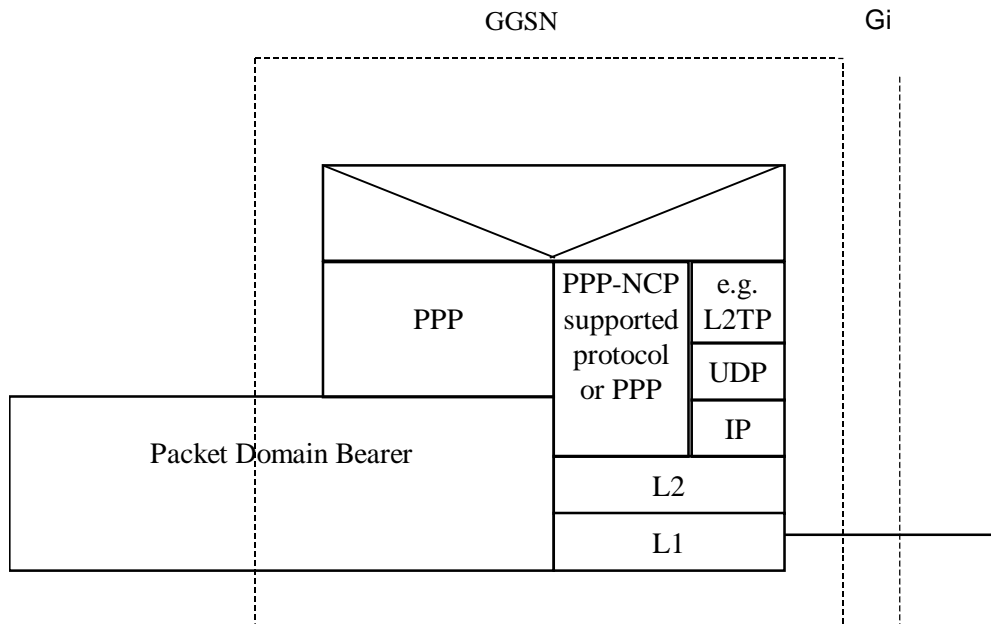 GGSN
Gi
PPP
PPP-NCP
supported
protocol
or PPP
e.g.
L2TP
UDP
IP
Packet Domain Bearer
L2
L1